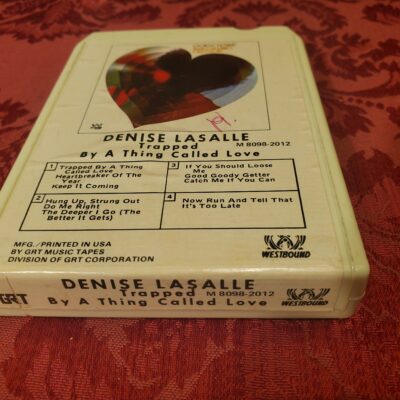 DENISE LASALLE
Trapped M 8098-2012
By A Thing Called Love
1 Trapped By A Thing
Called Love
Heartbreaker Of The
Year
Keep It Coming
3 If You Should Loose
Me
Good Goody Getter
Catch Me If You Can
2 Hung Up, Strung Out
Do Me Right
The Deeper I Go (The
Better It Gets)
4 Now Run And Tell That
It's Too Late
MFG./PRINTED IN USA
BY GRT MUSIC TAPES
DIVISION OF GRT CORPORATION
WESTBOUND
GRT
DENISE LASALLE
Trapped M 8098-2012
By A Thing Called Love
WESTBOUND